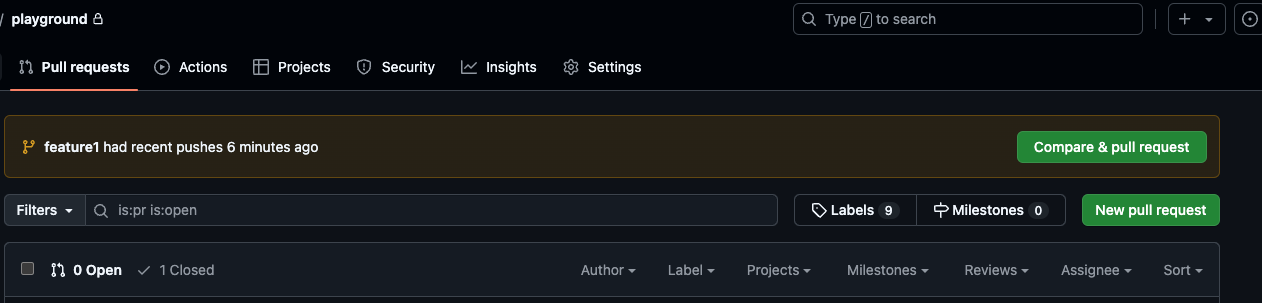 / playground
Type / to search
Pull requests Actions Projects Security Insights Settings
feature1 had recent pushes 6 minutes ago
Compare & pull request
Filters is:pr is:open Labels 9 Milestones 0 New pull request
0 Open 1 Closed Author Label Projects Milestones Reviews Assignee Sort